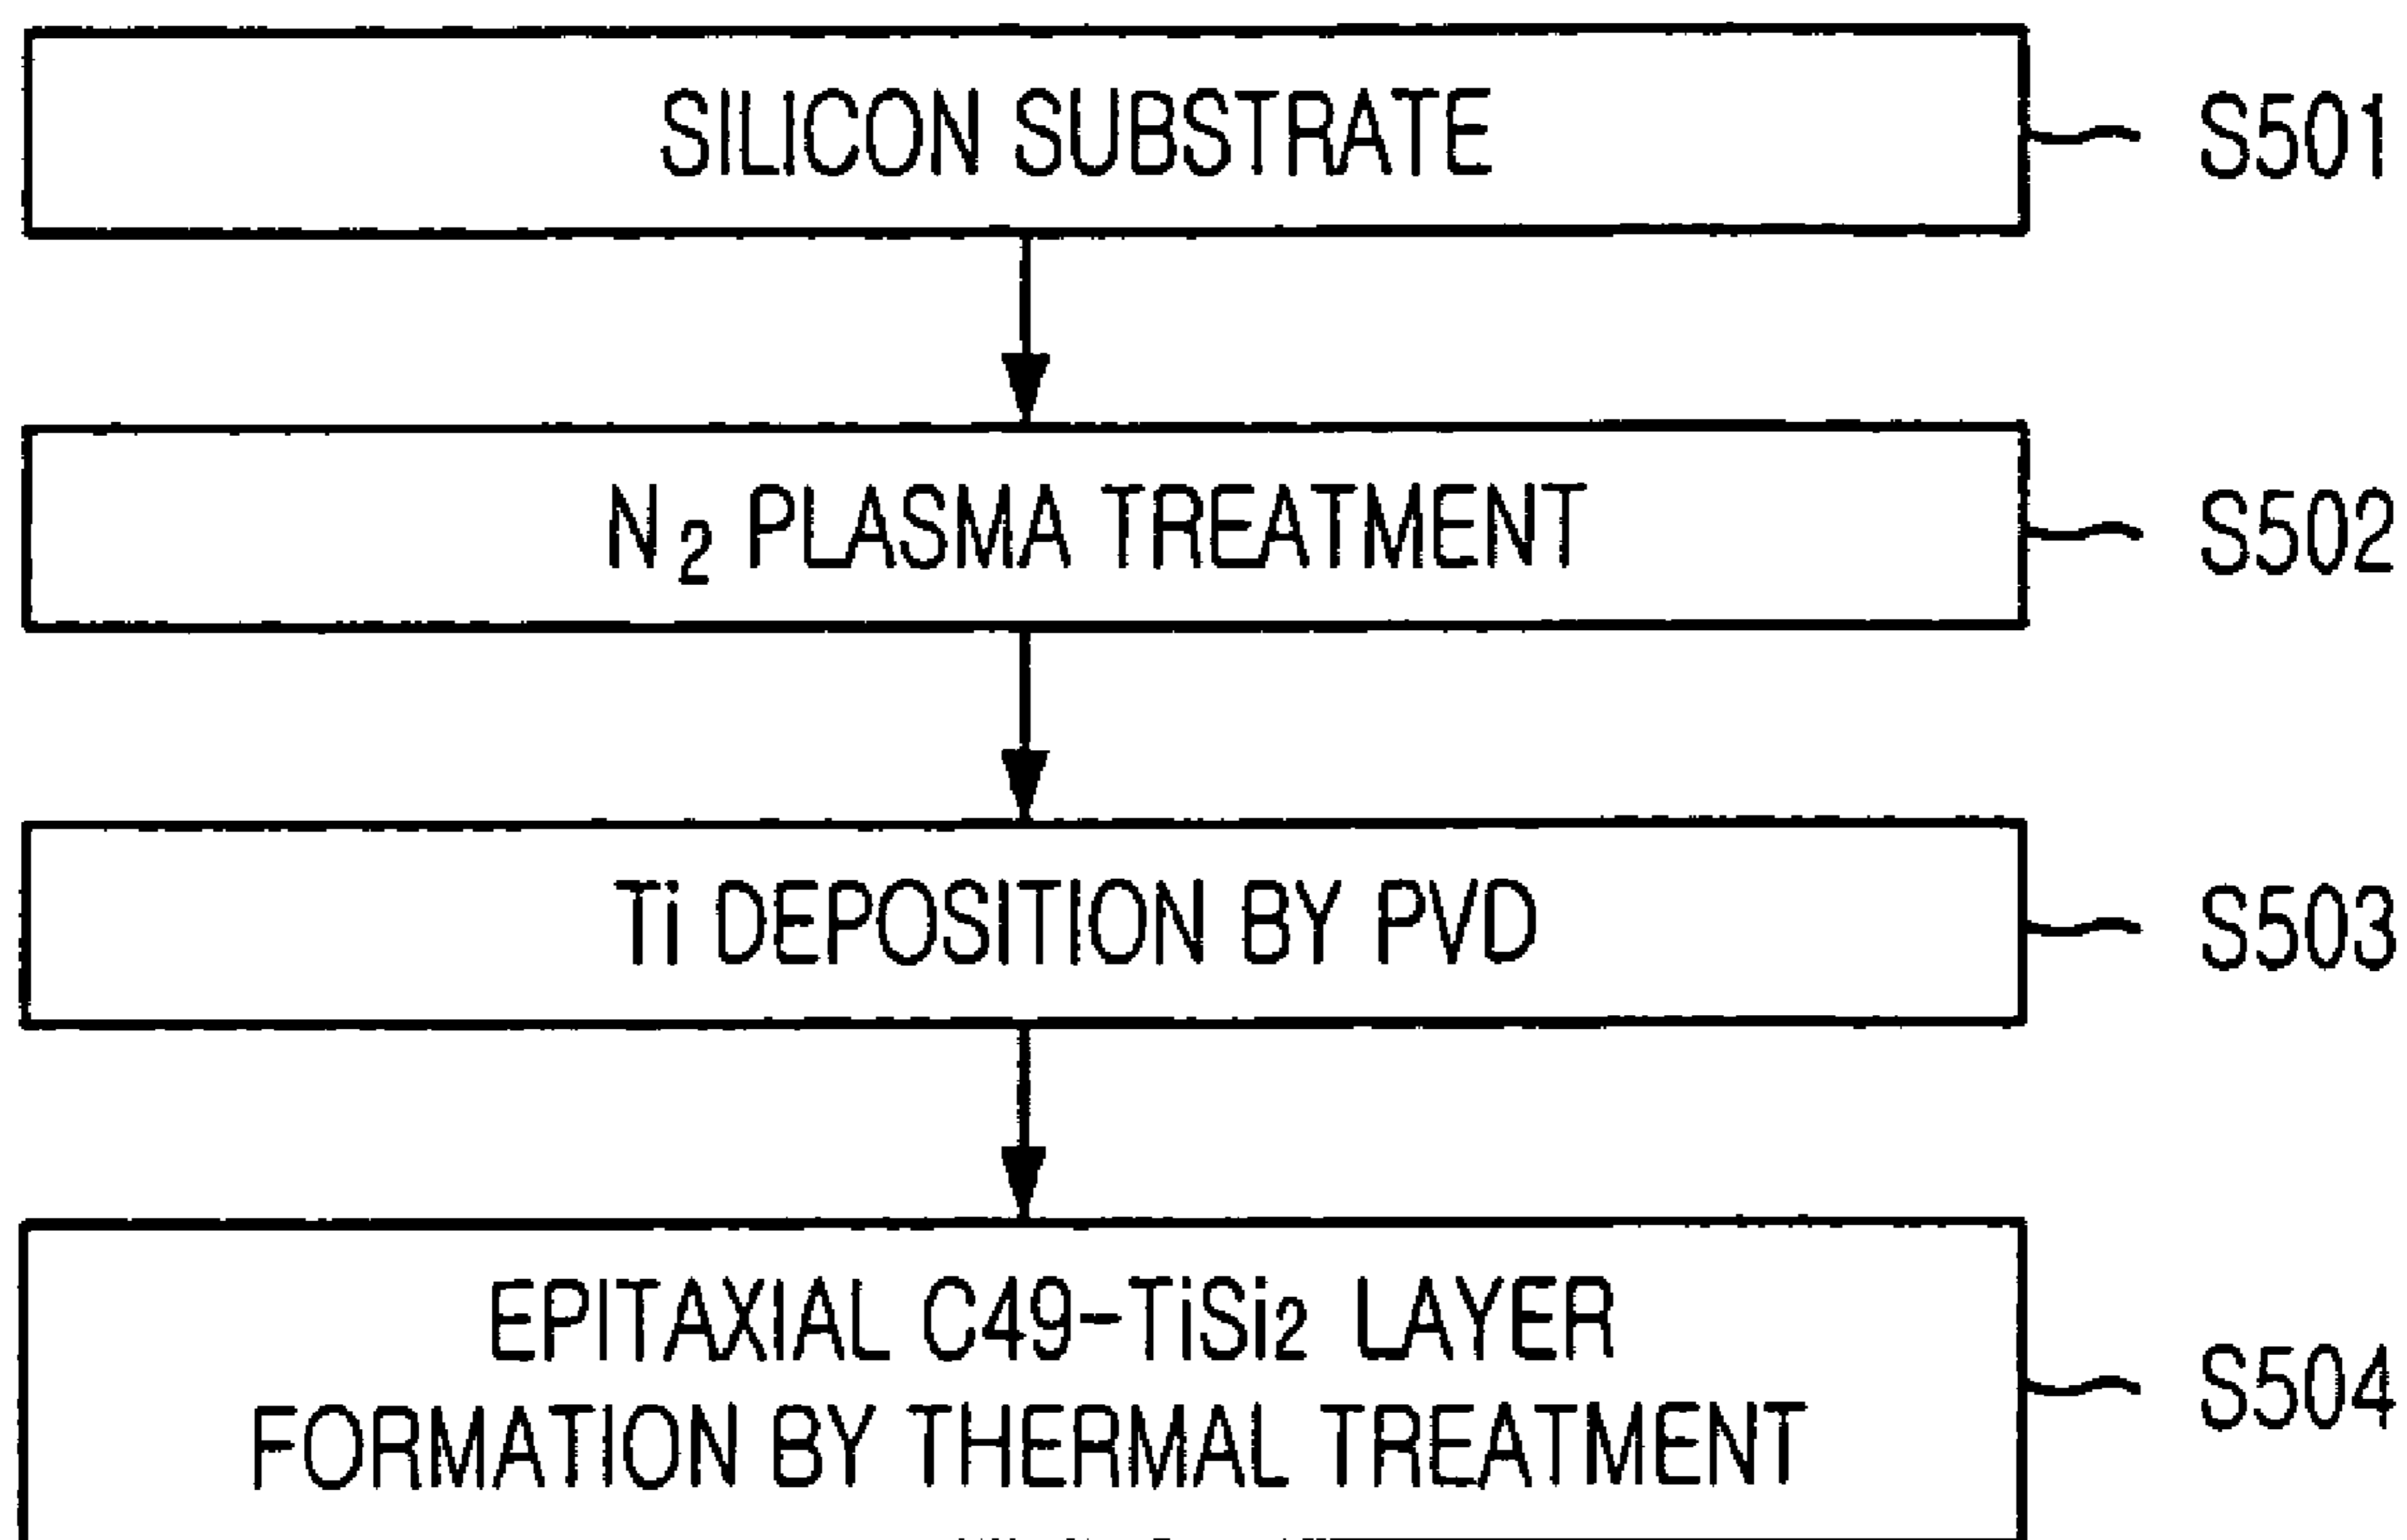 SILICON SUBSTRATE
S501
N2 PLASMA TREATMENT
S502
Ti DEPOSITION BY PVD
S503
EPITAXIAL C49-TiSi2 LAYER
FORMATION BY THERMAL TREATMENT
S504